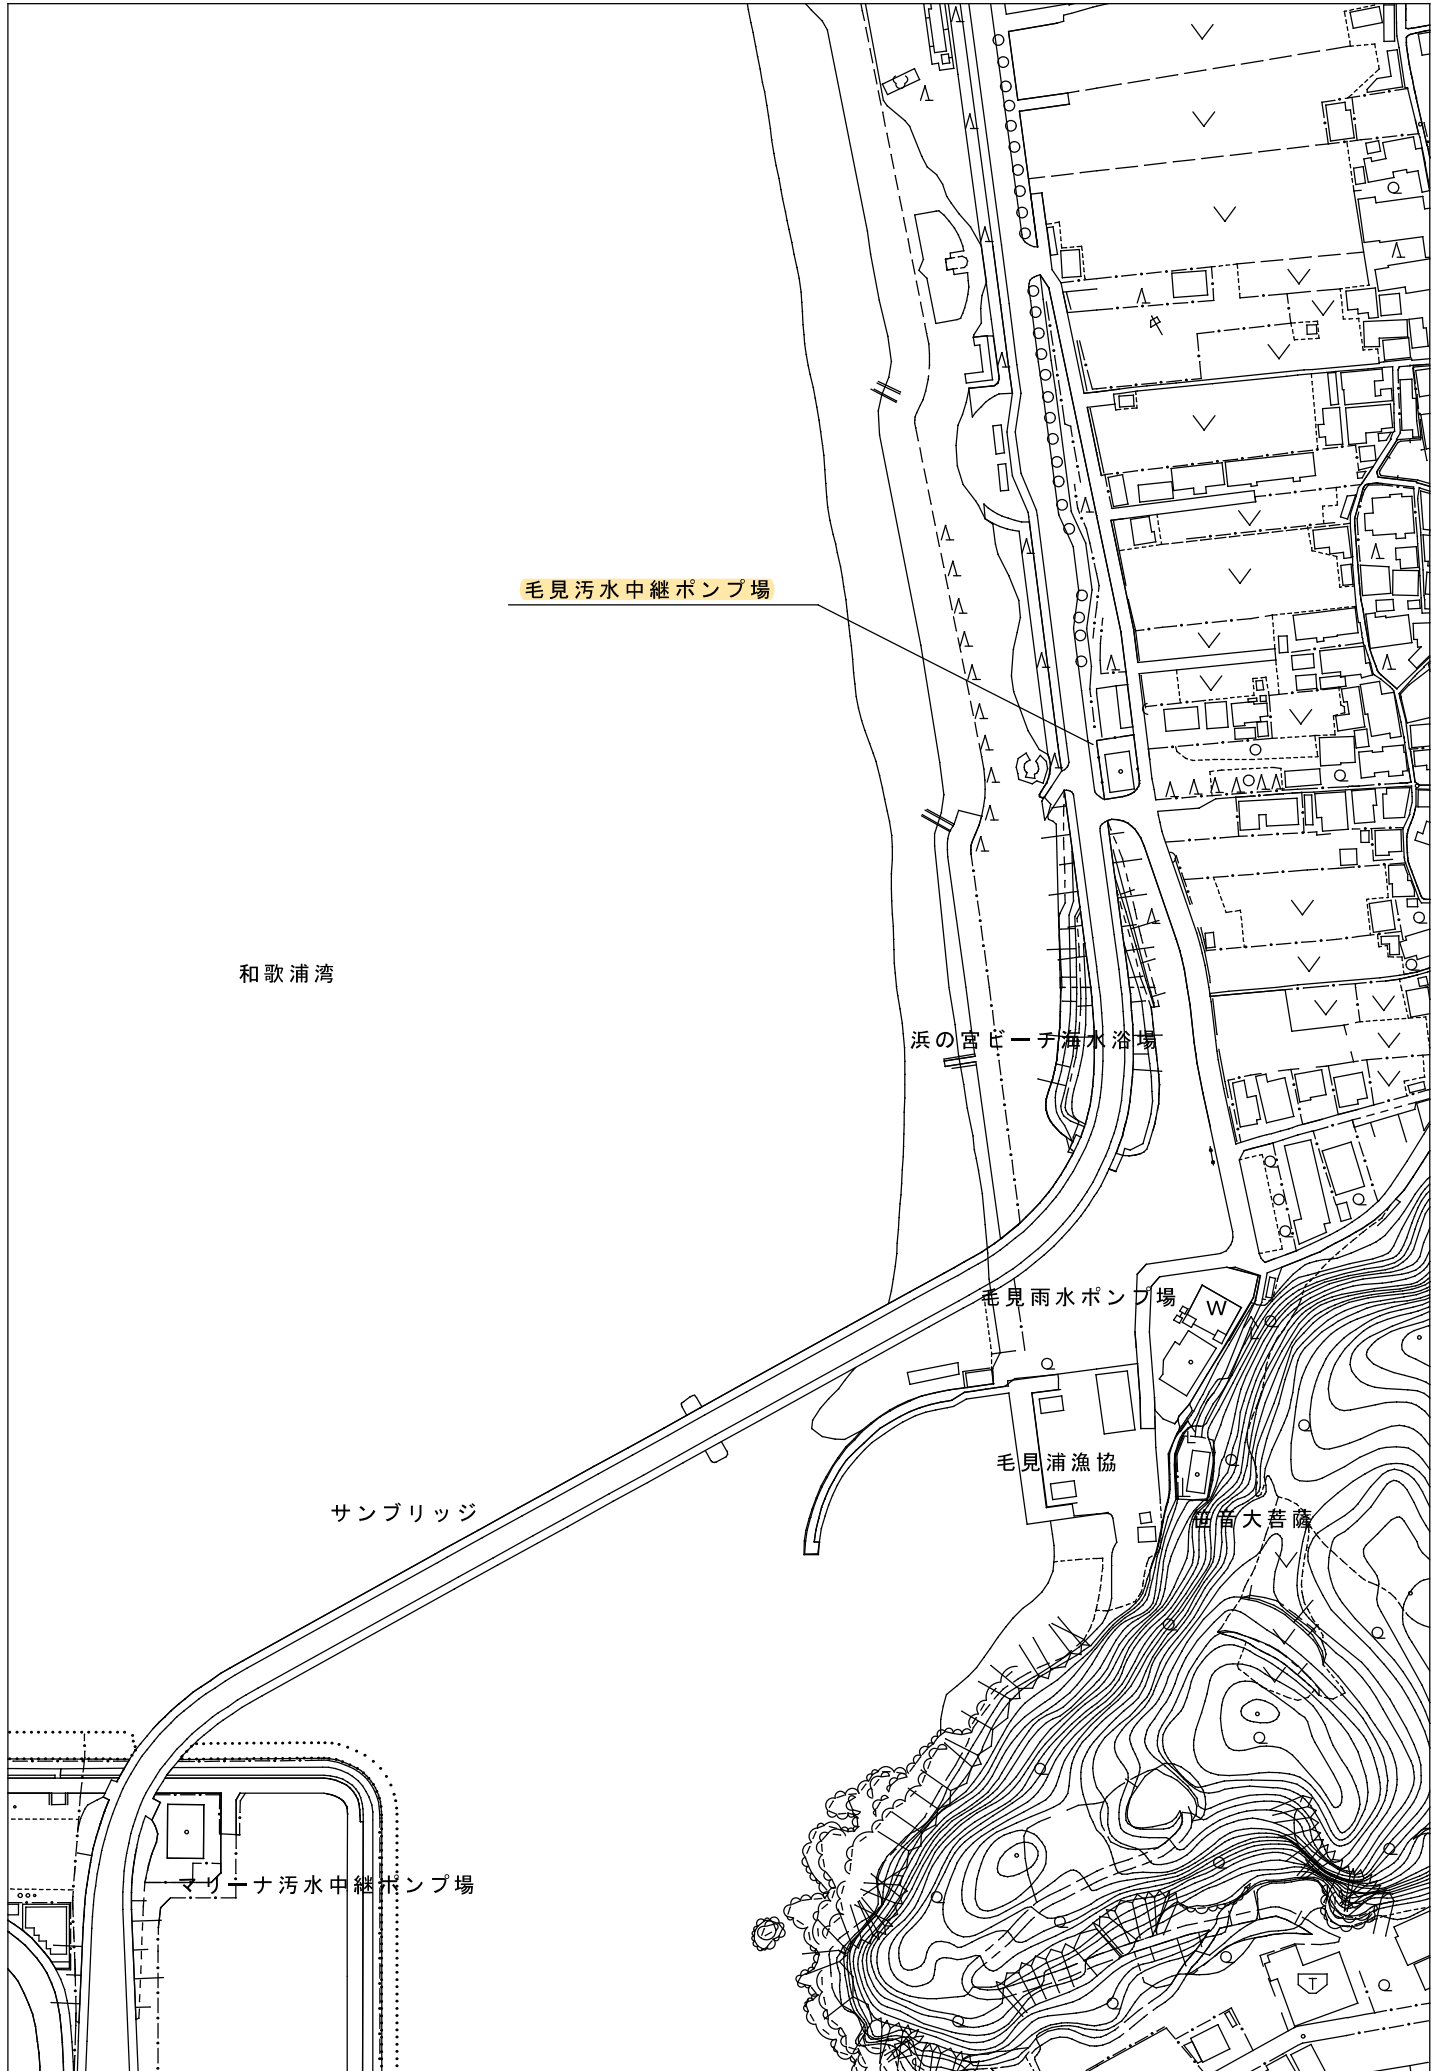 毛見汚水中継ポンプ場
和歌浦湾
浜の宮ビーチ海水浴場
毛見雨水ポンプ場
W
毛見浦漁協
サンブリッジ
笹音大菩薩
マリーナ汚水中継ポンプ場
T